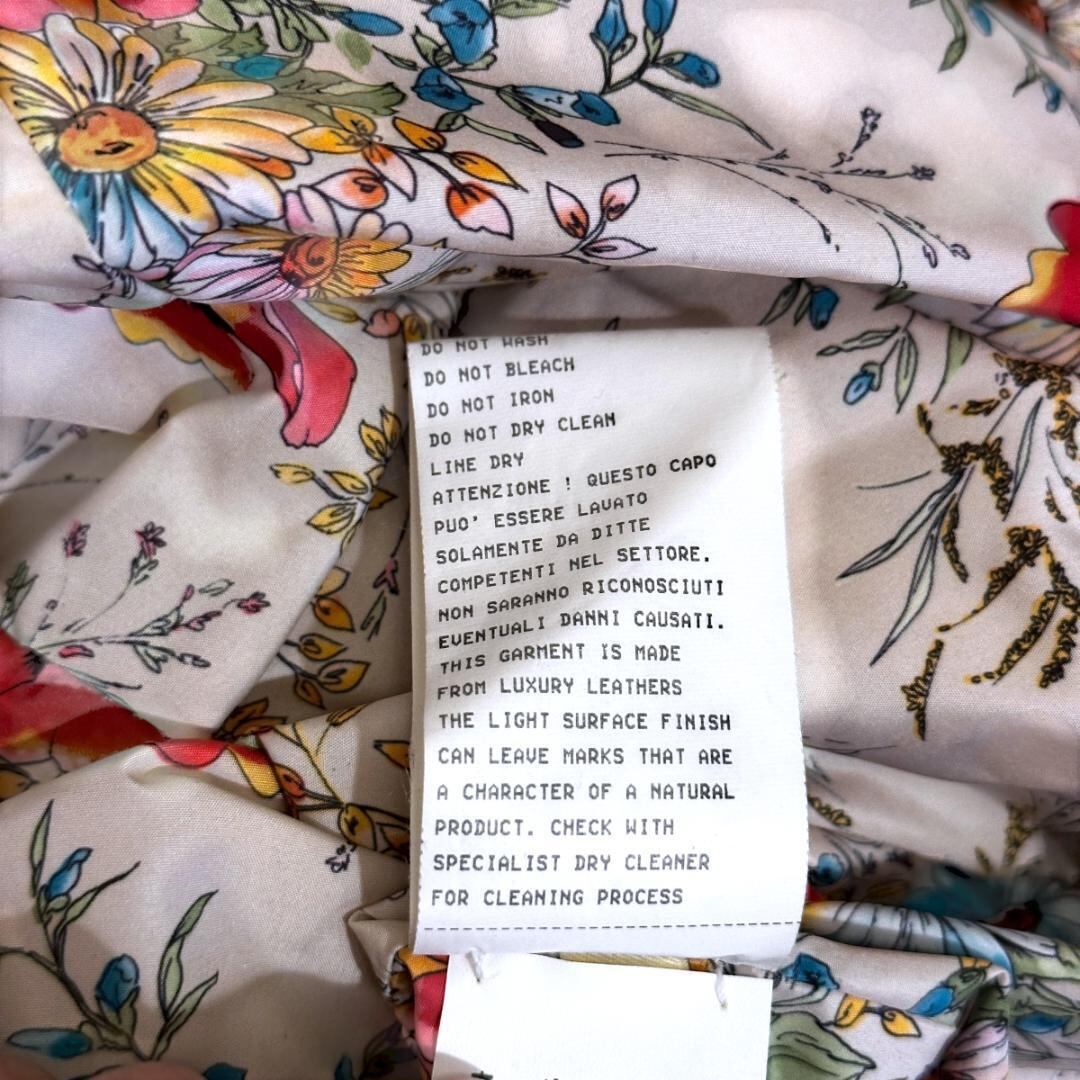 DO NOT WASH
DO NOT BLEACH
DO NOT IRON
DO NOT DRY CLEAN
LINE DRY
ATTENZIONE ! QUESTO CAPO
PUO' ESSERE LAVATO
SOLAMENTE DA DITTE
COMPETENTI NEL SETTORE.
NON SARANNO RICONOSCIUTI
EVENTUALI DANNI CAUSATI.
THIS GARMENT IS MADE
FROM LUXURY LEATHERS
THE LIGHT SURFACE FINISH
CAN LEAVE MARKS THAT ARE
A CHARACTER OF A NATURAL
PRODUCT. CHECK WITH
SPECIALIST DRY CLEANER
FOR CLEANING PROCESS